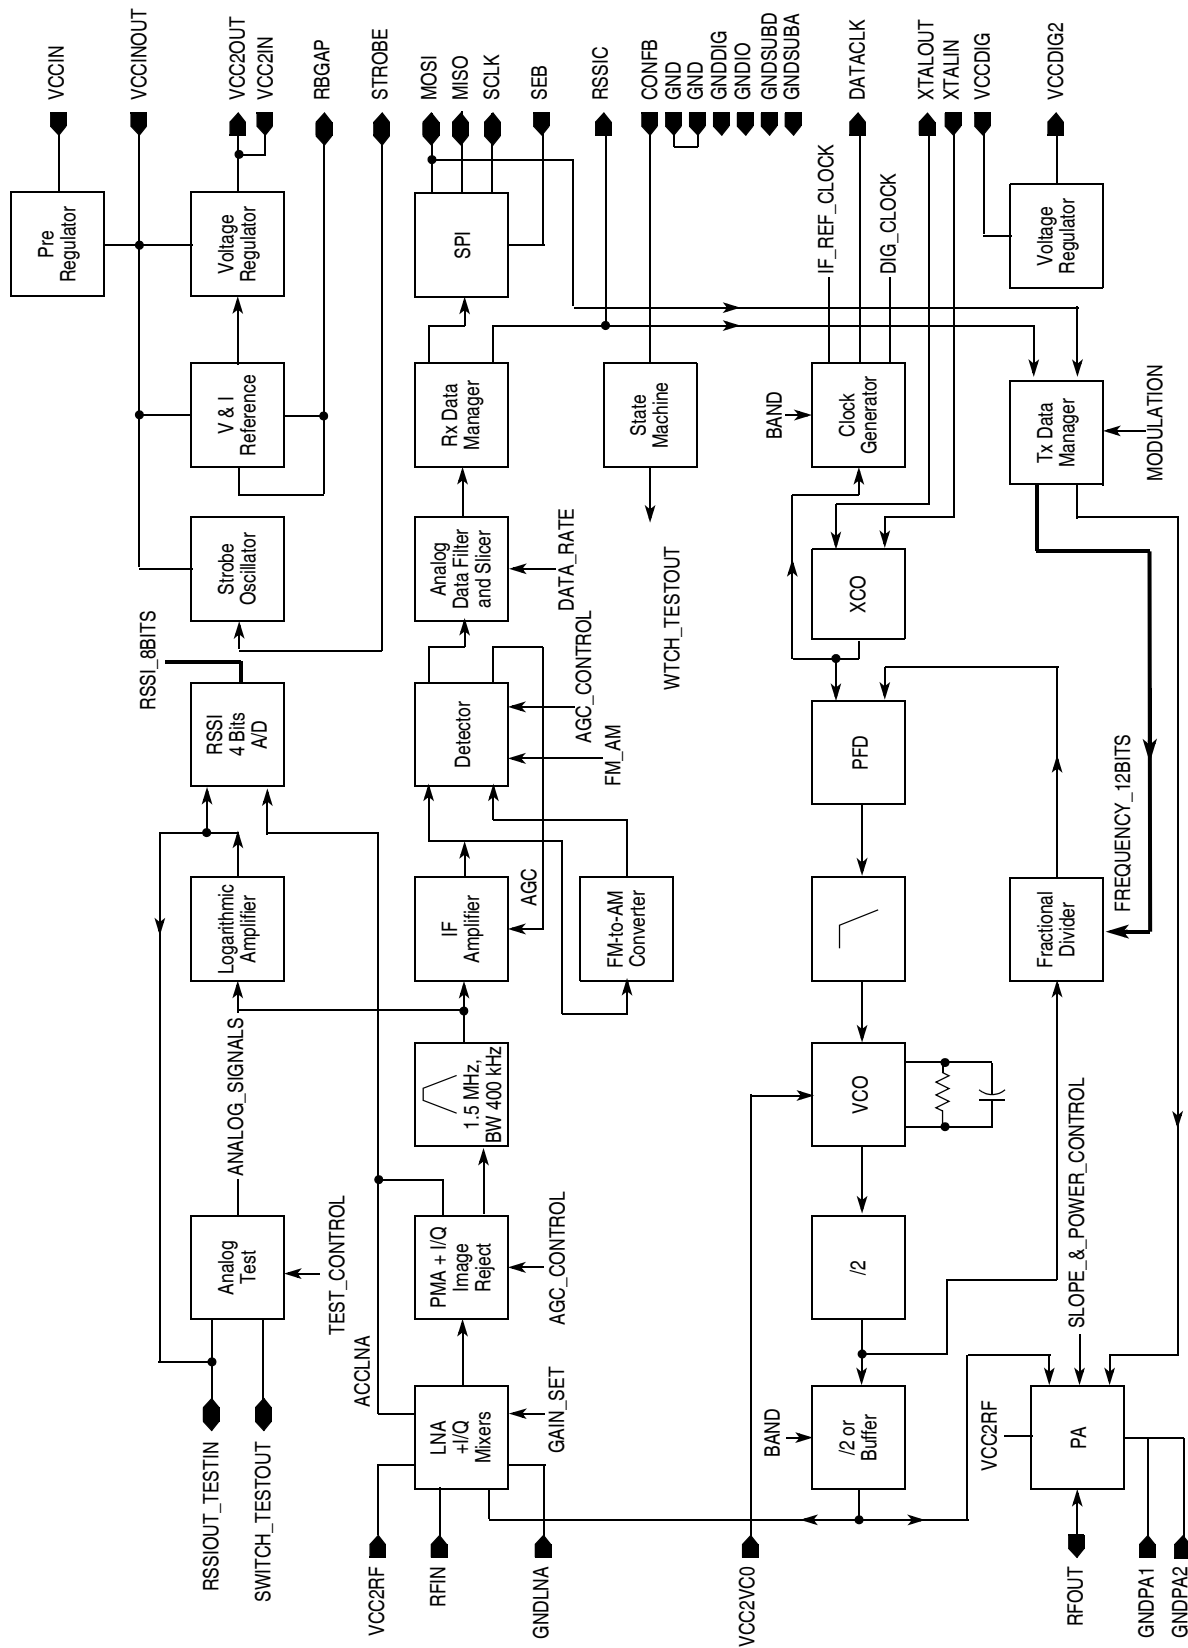 VCCIN
VCCINOUT
VCC2OUT
VCC2IN
RBGAP
STROBE
MOSI
MISO
SCLK
SEB
RSSIC
CONFB
GND
GND
GNDDIG
GNDIO
GNDSUBD
GNDSUBA
DATACLK
XTALOUT
XTALIN
VCCDIG
VCCDIG2
Pre
Regulator
Voltage
Regulator
SPI
IF_REF_CLOCK
DIG_CLOCK
Voltage
Regulator
V & I
Reference
Rx Data
Manager
State
Machine
BAND
Clock
Generator
Tx Data
Manager
MODULATION
Strobe
Oscillator
Analog
Data Filter
and Slicer
DATA_RATE
WTCH_TESTOUT
XCO
RSSI_8BITS
RSSI
4 Bits
A/D
Detector
AGC_CONTROL
FM_AM
PFD
FREQUENCY_12BITS
Logarithmic
Amplifier
IF
Amplifier
AGC
FM-to-AM
Converter
Fractional
Divider
ANALOG_SIGNALS
1.5 MHz,
BW 400 kHz
VCO
Analog
Test
TEST_CONTROL
PMA + I/Q
Image
Reject
AGC_CONTROL
/2
SLOPE_&_POWER_CONTROL
ACCLNA
LNA
+I/Q
Mixers
GAIN_SET
BAND
/2 or
Buffer
VCC2RF
PA
RSSIOUT_TESTIN
SWITCH_TESTOUT
VCC2RF
RFIN
GNDLNA
VCC2VC0
RFOUT
GNDPA1
GNDPA2